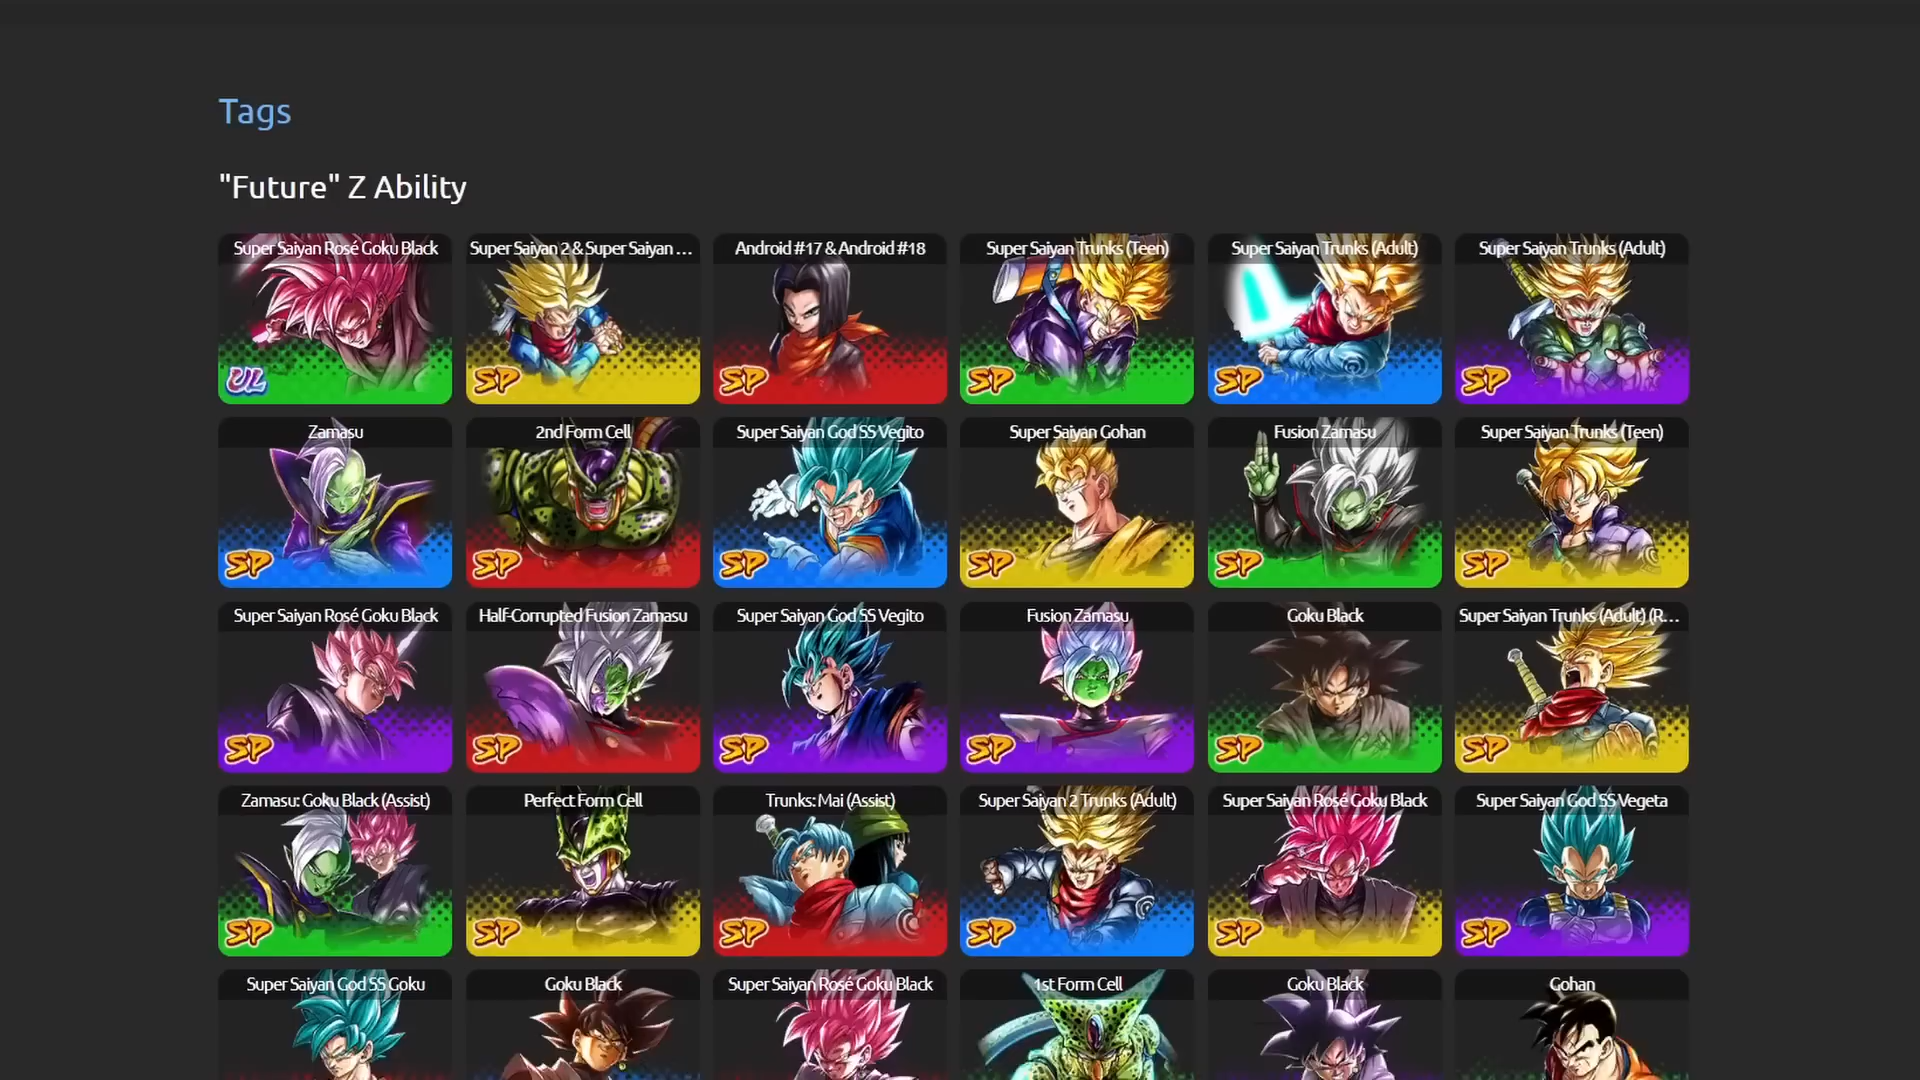 Tags
"Future" Z Ability
Super Saiyan Rosé Goku Black
Super Saiyan 2 & Super Saiyan ...
Android #17 & Android #18
Super Saiyan Trunks (Teen)
Super Saiyan Trunks (Adult)
Super Saiyan Trunks (Adult)
UL
SP
SP
SP
SP
SP
Zamasu
2nd Form Cell
Super Saiyan God SS Vegito
Super Saiyan Gohan
Fusion Zamasu
Super Saiyan Trunks (Teen)
SP
SP
SP
SP
SP
SP
Super Saiyan Rosé Goku Black
Half-Corrupted Fusion Zamasu
Super Saiyan God SS Vegito
Fusion Zamasu
Goku Black
Super Saiyan Trunks (Adult) (R...
SP
SP
SP
SP
SP
SP
Zamasu: Goku Black (Assist)
Perfect Form Cell
Trunks: Mai (Assist)
Super Saiyan 2 Trunks (Adult)
Super Saiyan Rosé Goku Black
Super Saiyan God SS Vegeta
SP
SP
SP
SP
SP
SP
Super Saiyan God SS Goku
Goku Black
Super Saiyan Rosé Goku Black
1st Form Cell
Goku Black
Gohan